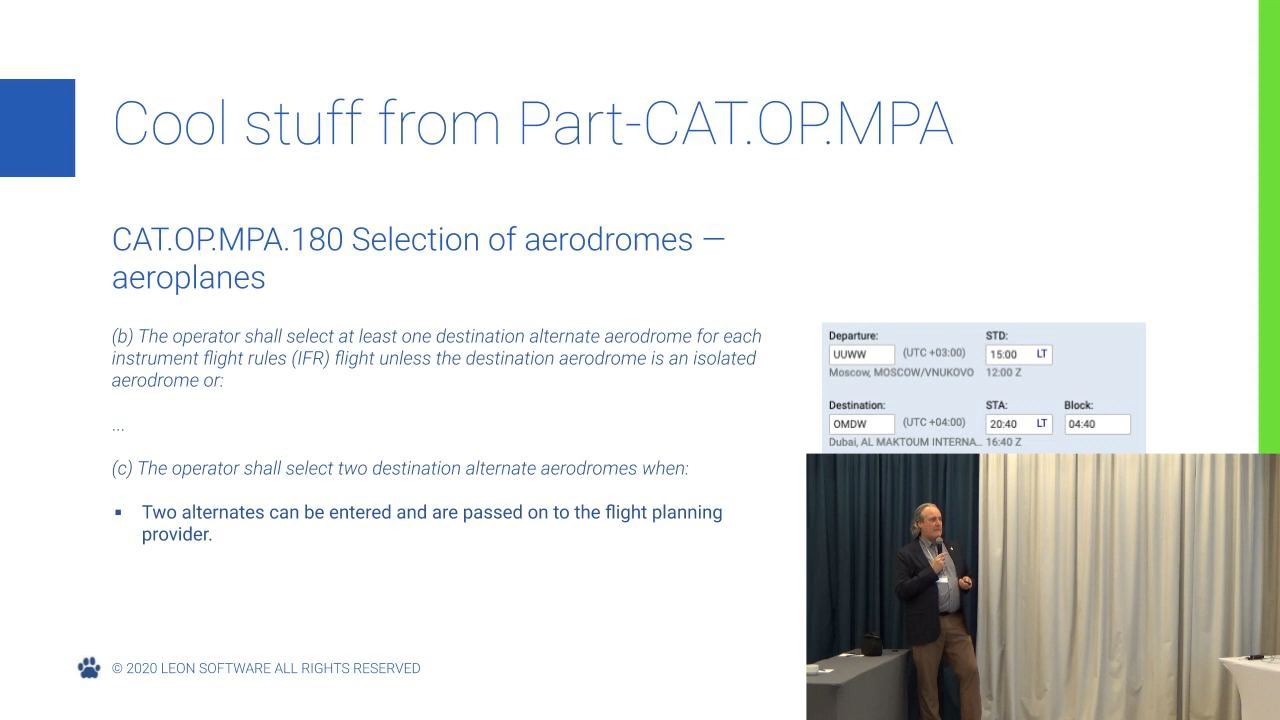 Cool stuff from Part-CAT.OP.MPA
CAT.OP.MPA.180 Selection of aerodromes —
aeroplanes
(b) The operator shall select at least one destination alternate aerodrome for each
instrument flight rules (IFR) flight unless the destination aerodrome is an isolated
aerodrome or:
...
(c) The operator shall select two destination alternate aerodromes when:
▪ Two alternates can be entered and are passed on to the flight planning
provider.
Departure: STD:
UUWW (UTC +03:00) 15:00 LT
Moscow, MOSCOW/VNUKOVO 12:00 Z
Destination: STA: Block:
OMDW (UTC +04:00) 20:40 LT 04:40
Dubai, AL MAKTOUM INTERNA... 16:40 Z
© 2020 LEON SOFTWARE ALL RIGHTS RESERVED